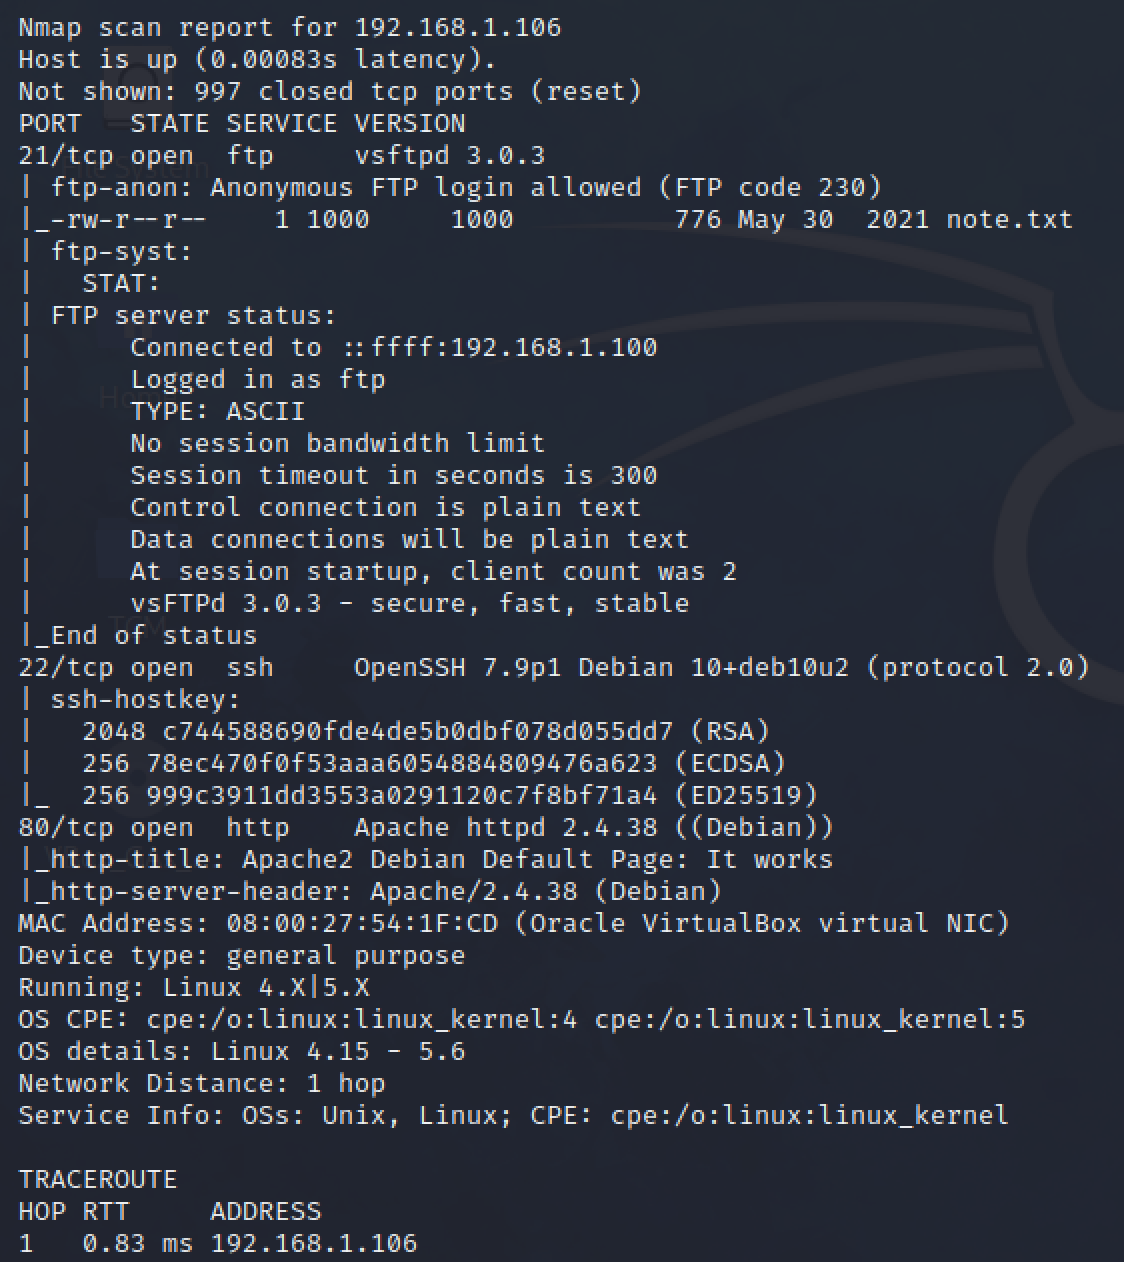 Nmap scan report for 192.168.1.106
Host is up (0.00083s latency).
Not shown: 997 closed tcp ports (reset)
PORT   STATE SERVICE VERSION
21/tcp open  ftp     vsftpd 3.0.3
| ftp-anon: Anonymous FTP login allowed (FTP code 230)
|_-rw-r--r--    1 1000     1000          776 May 30  2021 note.txt
| ftp-syst:
|   STAT:
| FTP server status:
|      Connected to ::ffff:192.168.1.100
|      Logged in as ftp
|      TYPE: ASCII
|      No session bandwidth limit
|      Session timeout in seconds is 300
|      Control connection is plain text
|      Data connections will be plain text
|      At session startup, client count was 2
|      vsFTPd 3.0.3 - secure, fast, stable
|_End of status
22/tcp open  ssh     OpenSSH 7.9p1 Debian 10+deb10u2 (protocol 2.0)
| ssh-hostkey:
|   2048 c744588690fde4de5b0dbf078d055dd7 (RSA)
|   256 78ec470f0f53aaa6054884809476a623 (ECDSA)
|_  256 999c3911dd3553a0291120c7f8bf71a4 (ED25519)
80/tcp open  http    Apache httpd 2.4.38 ((Debian))
|_http-title: Apache2 Debian Default Page: It works
|_http-server-header: Apache/2.4.38 (Debian)
MAC Address: 08:00:27:54:1F:CD (Oracle VirtualBox virtual NIC)
Device type: general purpose
Running: Linux 4.X|5.X
OS CPE: cpe:/o:linux:linux_kernel:4 cpe:/o:linux:linux_kernel:5
OS details: Linux 4.15 - 5.6
Network Distance: 1 hop
Service Info: OSs: Unix, Linux; CPE: cpe:/o:linux:linux_kernel

TRACEROUTE
HOP RTT     ADDRESS
1   0.83 ms 192.168.1.106